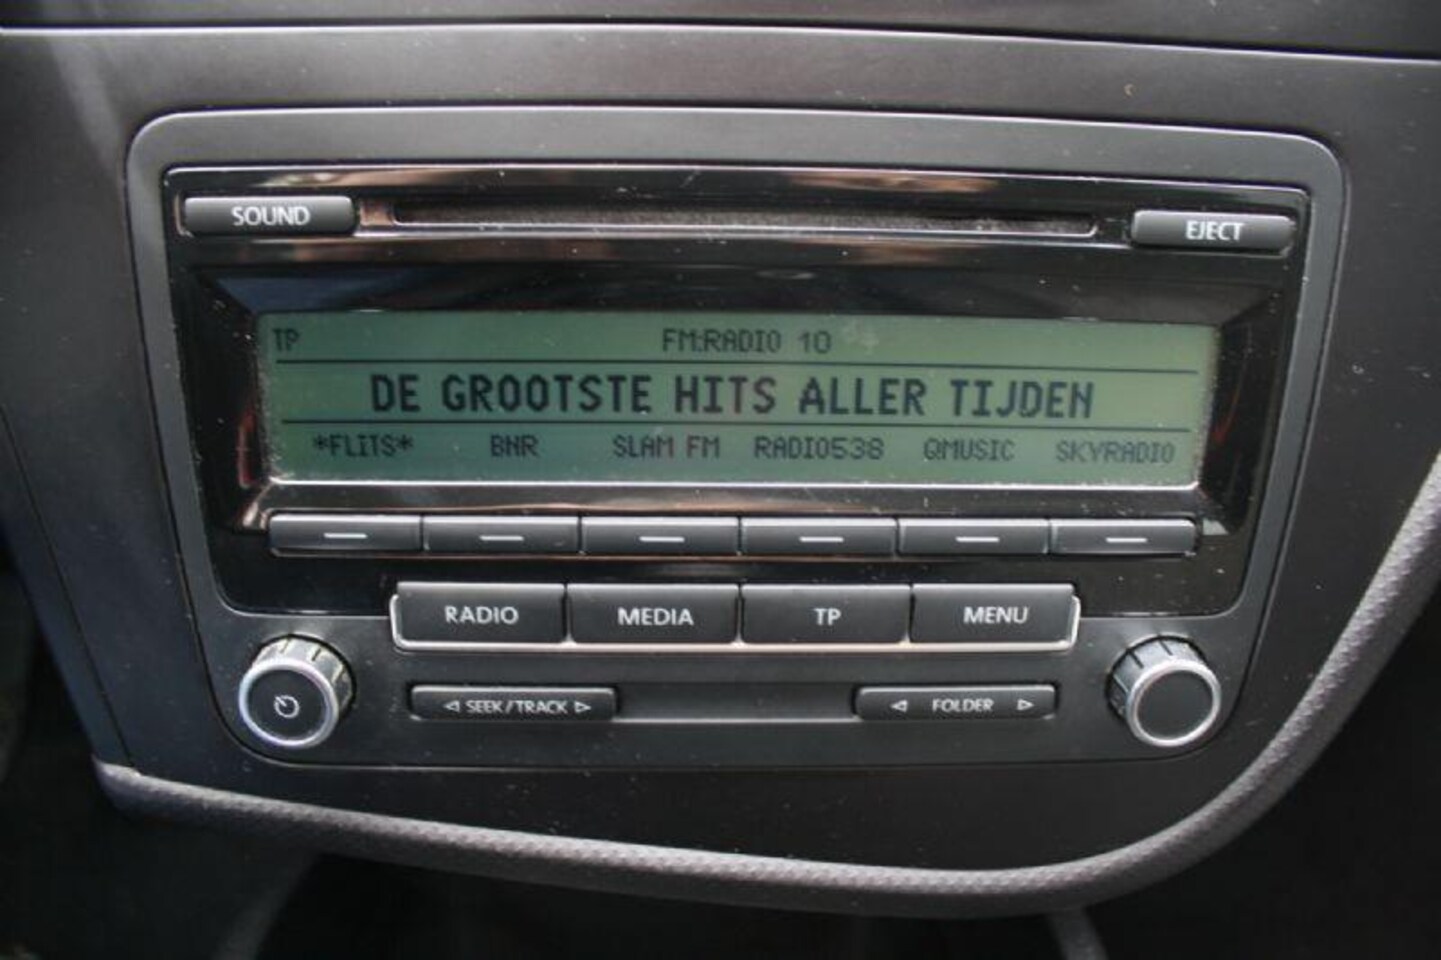 SOUND EJECT
TP FM:RADIO 10
DE GROOTSTE HITS ALLER TIJDEN
*FLITS* BNR SLAM FM RADIO538 QMUSIC SKYRADIO
RADIO MEDIA TP MENU
SEEK/TRACK FOLDER